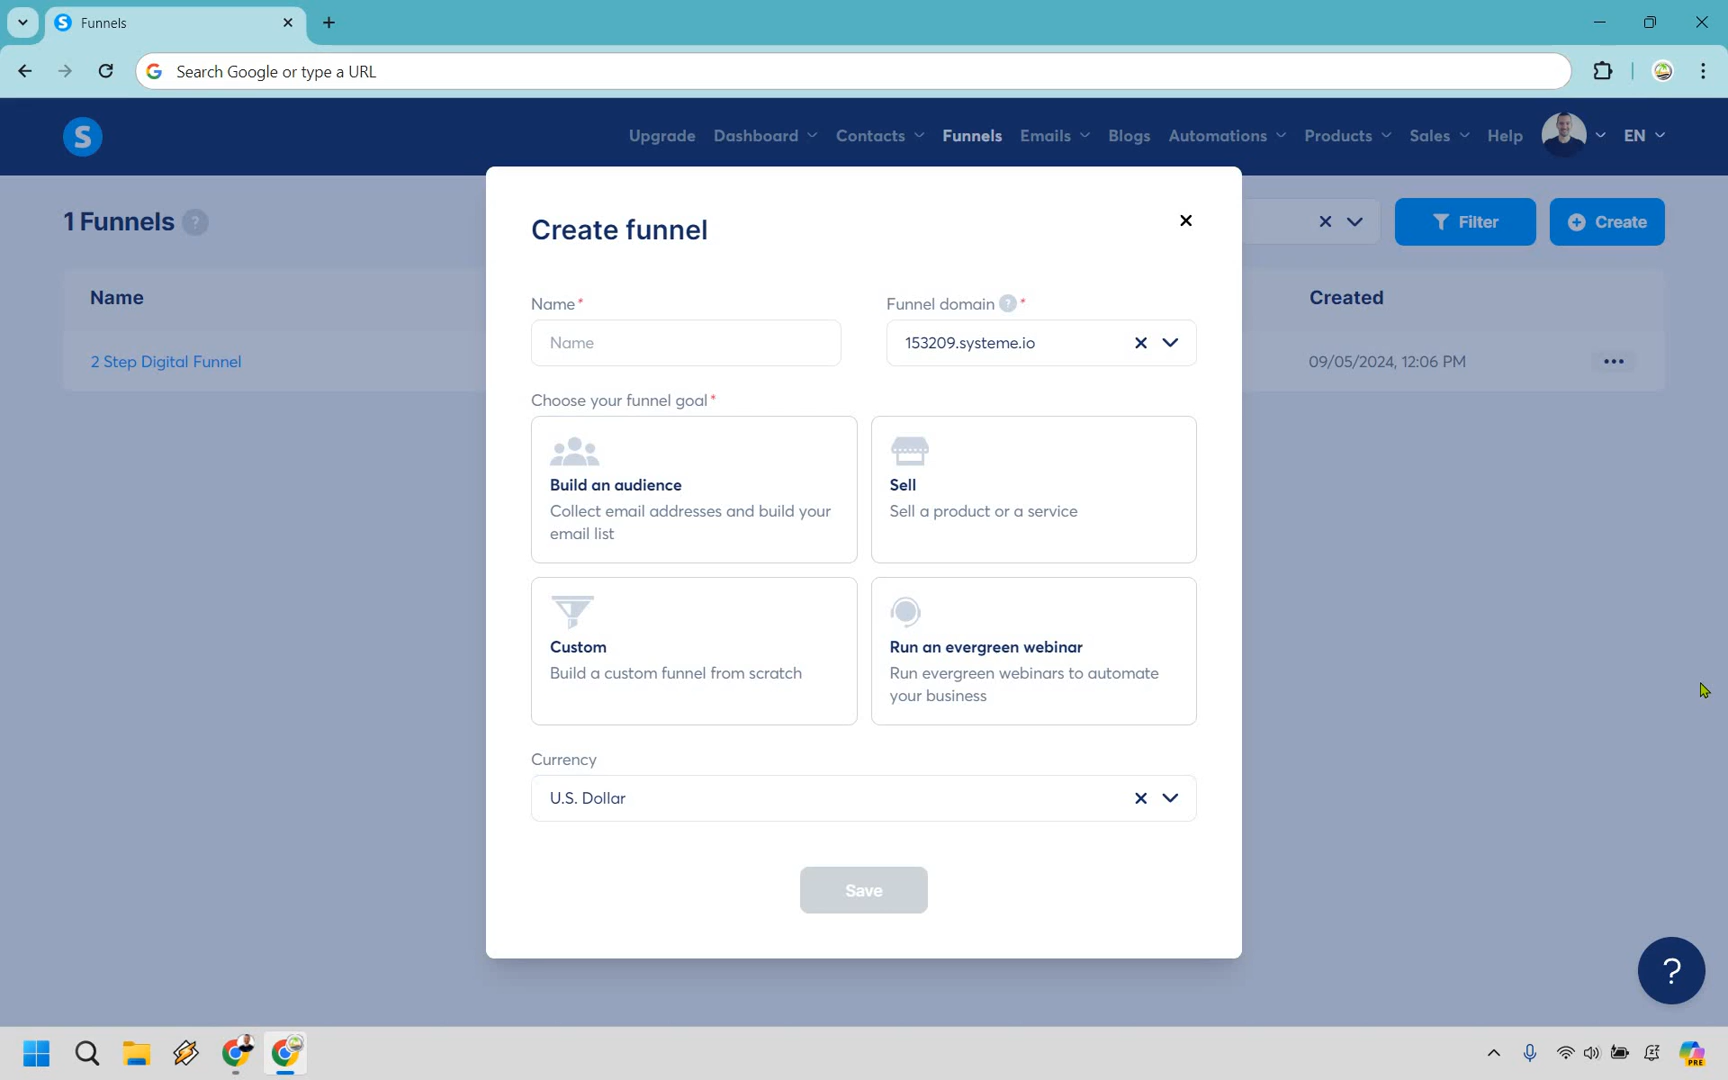 S Funnels
Search Google or type a URL
S Upgrade Dashboard Contacts Funnels Emails Blogs Automations Products Sales Help EN
1 Funnels ? Filter Create
Name Created
2 Step Digital Funnel 09/05/2024, 12:06 PM
Create funnel
Name* Funnel domain ? *
Name 153209.systeme.io
Choose your funnel goal*
Build an audience
Collect email addresses and build your
email list
Sell
Sell a product or a service
Custom
Build a custom funnel from scratch
Run an evergreen webinar
Run evergreen webinars to automate
your business
Currency
U.S. Dollar
Save
?
PRE